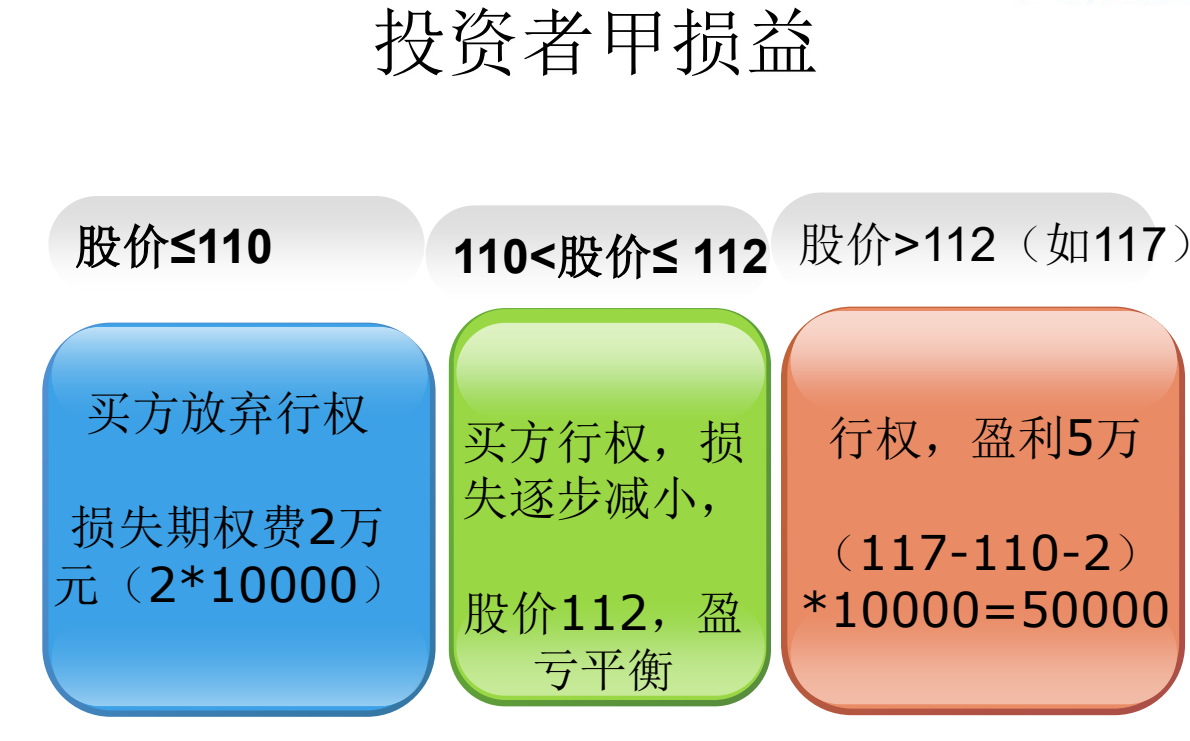 投资者甲损益
股价≤110
110<股价≤ 112
股价>112（如117）
买方放弃行权
损失期权费2万
元（2*10000）
买方行权，损
失逐步减小，
股价112，盈
亏平衡
行权，盈利5万
（117-110-2）
*10000=50000